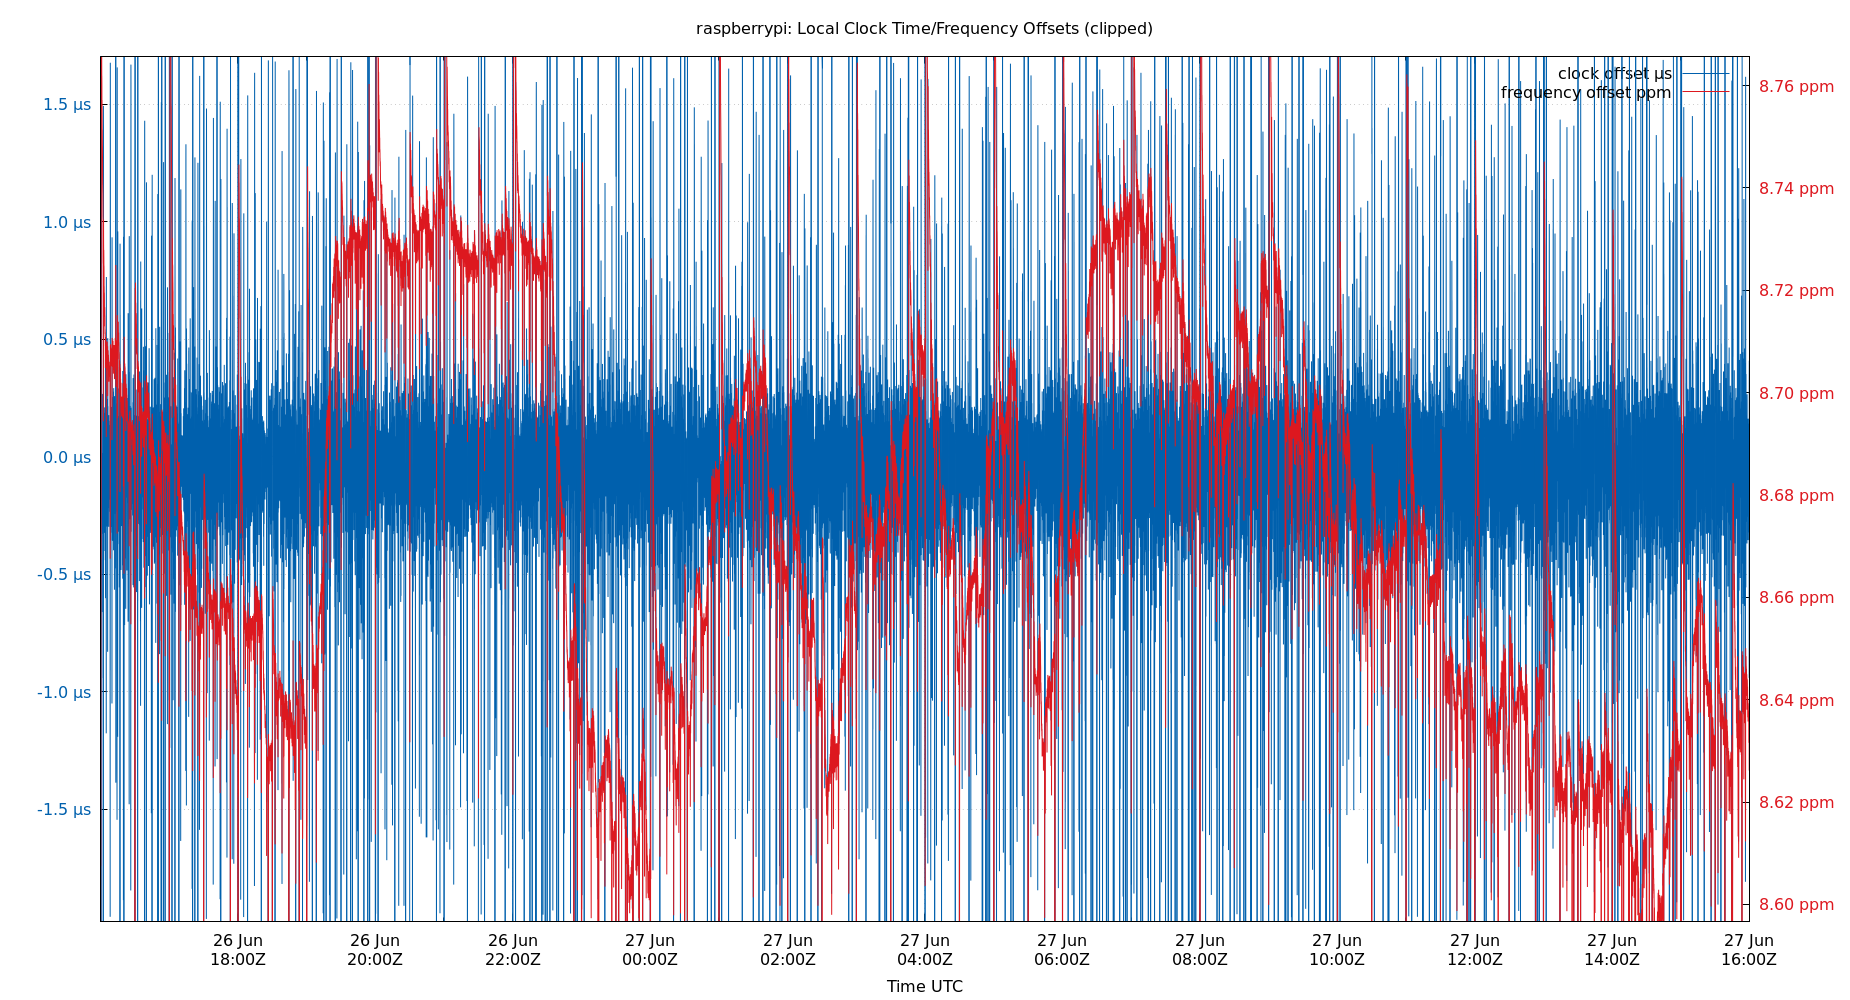 raspberrypi: Local Clock Time/Frequency Offsets (clipped)
clock offset µs
frequency offset ppm
1.5 µs
1.0 µs
0.5 µs
0.0 µs
-0.5 µs
-1.0 µs
-1.5 µs
8.76 ppm
8.74 ppm
8.72 ppm
8.70 ppm
8.68 ppm
8.66 ppm
8.64 ppm
8.62 ppm
8.60 ppm
26 Jun 26 Jun 26 Jun 27 Jun 27 Jun 27 Jun 27 Jun 27 Jun 27 Jun 27 Jun 27 Jun 27 Jun
18:00Z 20:00Z 22:00Z 00:00Z 02:00Z 04:00Z 06:00Z 08:00Z 10:00Z 12:00Z 14:00Z 16:00Z
Time UTC